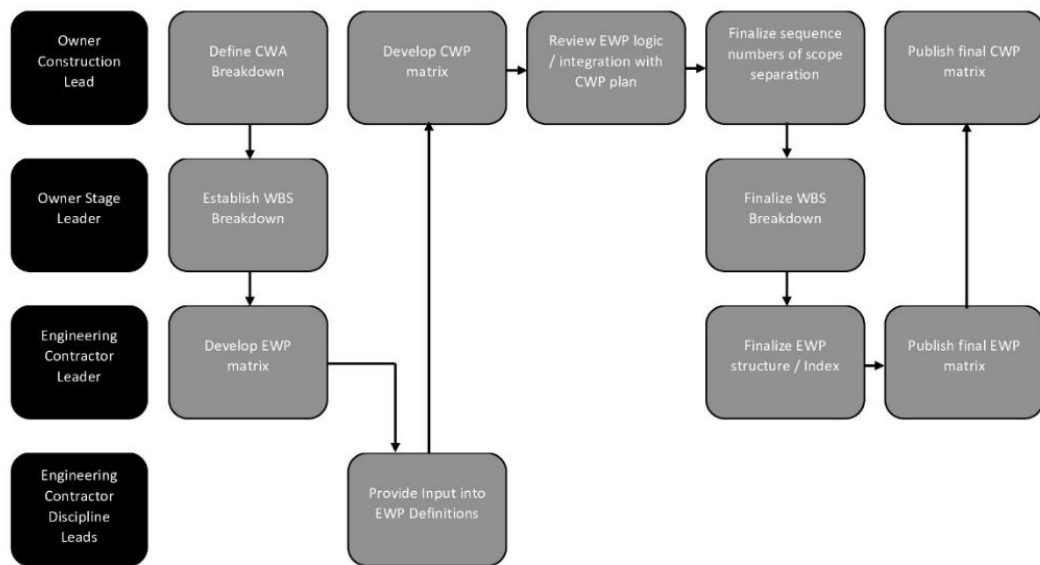 Owner
Construction
Lead
Define CWA
Breakdown
Develop CWP
matrix
Review EWP logic
/ integration with
CWP plan
Finalize sequence
numbers of scope
separation
Publish final CWP
matrix
Owner Stage
Leader
Establish WBS
Breakdown
Finalize WBS
Breakdown
Engineering
Contractor
Leader
Develop EWP
matrix
Finalize EWP
structure / Index
Publish final EWP
matrix
Engineering
Contractor
Discipline
Leads
Provide Input into
EWP Definitions